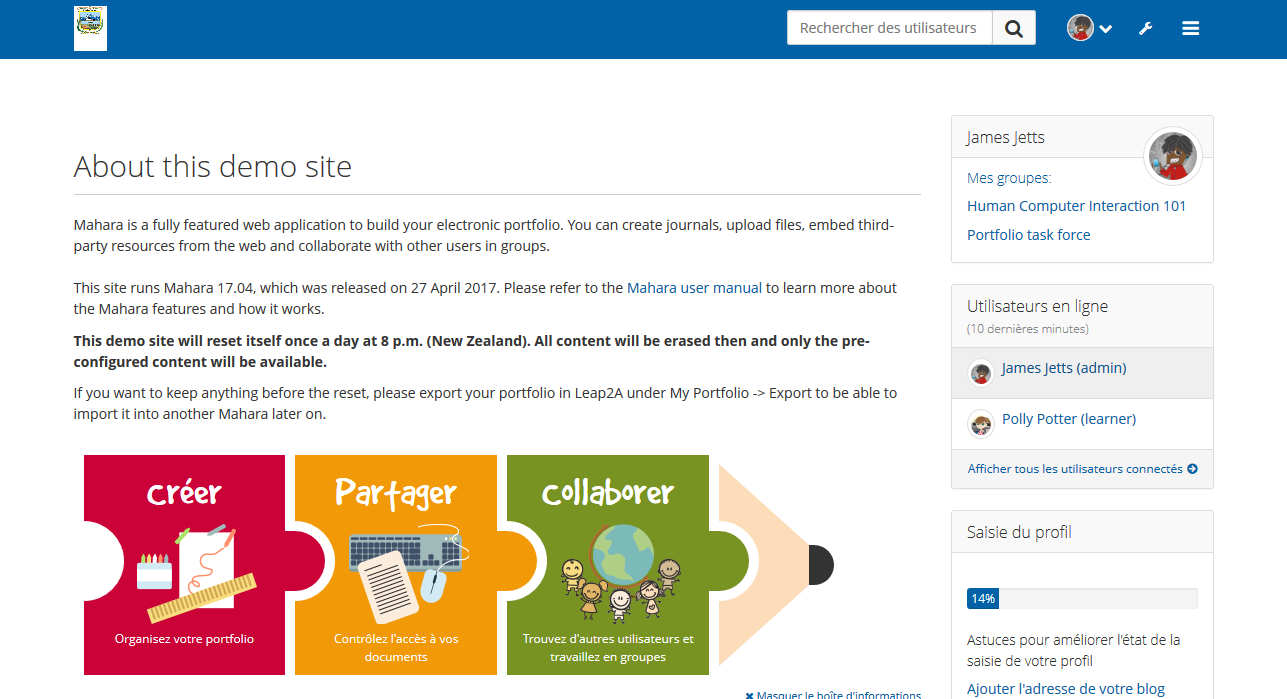 Rechercher des utilisateurs
About this demo site
Mahara is a fully featured web application to build your electronic portfolio. You can create journals, upload files, embed third-
party resources from the web and collaborate with other users in groups.
This site runs Mahara 17.04, which was released on 27 April 2017. Please refer to the Mahara user manual to learn more about
the Mahara features and how it works.
This demo site will reset itself once a day at 8 p.m. (New Zealand). All content will be erased then and only the pre-
configured content will be available.
If you want to keep anything before the reset, please export your portfolio in Leap2A under My Portfolio -> Export to be able to
import it into another Mahara later on.
Créer
Organisez votre portfolio
Partager
Contrôlez l'accès à vos
documents
Collaborer
Trouvez d'autres utilisateurs et
travaillez en groupes
Masquer le boîte d'informations
James Jetts
Mes groupes:
Human Computer Interaction 101
Portfolio task force
Utilisateurs en ligne
(10 dernières minutes)
James Jetts (admin)
Polly Potter (learner)
Afficher tous les utilisateurs connectés
Saisie du profil
14%
Astuces pour améliorer l'état de la
saisie de votre profil
Ajouter l'adresse de votre blog